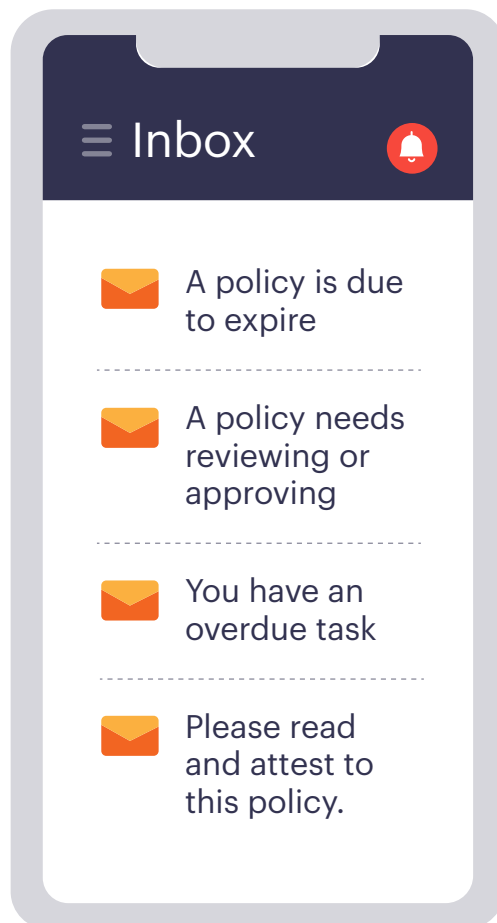 Inbox
A policy is due
to expire
A policy needs
reviewing or
approving
You have an
overdue task
Please read
and attest to
this policy.